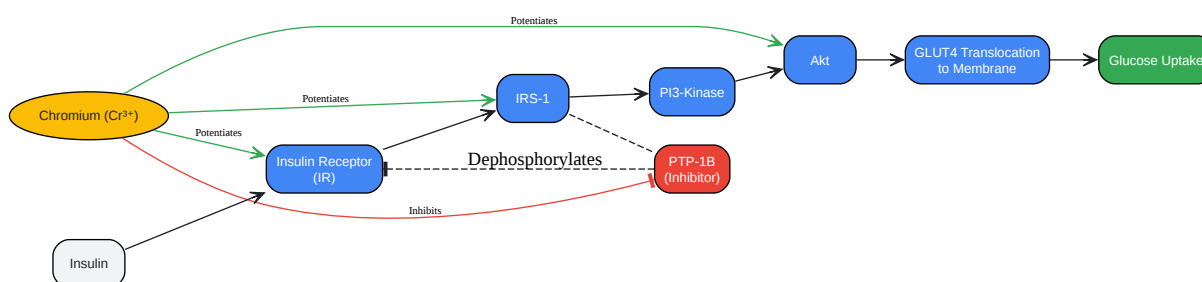 Potentiates
Akt
GLUT4 Translocation
to Membrane
Glucose Uptake
Chromium (Cr³⁺)
Potentiates
IRS-1
PI3-Kinase
Potentiates
Insulin Receptor
(IR)
Dephosphorylates
PTP-1B
(Inhibitor)
Inhibits
Insulin